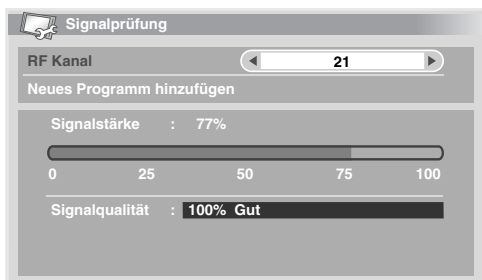 Signalprüfung
RF Kanal 21
Neues Programm hinzufügen
Signalstärke : 77%
0 25 50 75 100
Signalqualität : 100% Gut